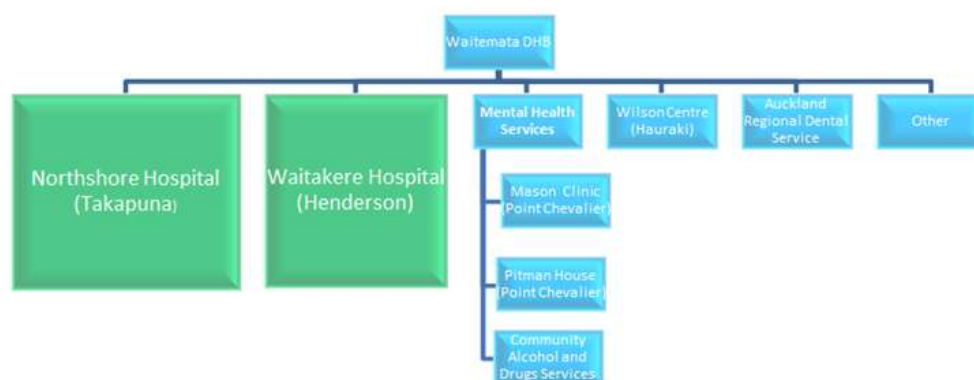 Waitemata DHB
Northshore Hospital
(Takapuna)
Waitakere Hospital
(Henderson)
Mental Health
Services
Wilson Centre
(Hauraki)
Auckland
Regional Dental
Service
Other
Mason Clinic
(Point Chevalier)
Pitman House
(Point Chevalier)
Community
Alcohol and
Drugs Services